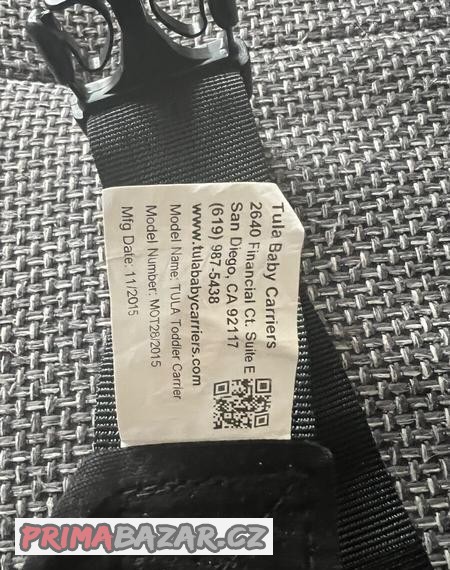 Tula Baby Carriers
2640 Financial Ct. Suite E
San Diego, CA 92117
(619) 987-5438
www.tulababycarriers.com
Model Name: TULA Toddler Carrier
Model Number: MOT28/2015
Mfg Date: 11/2015
PRIMABAZAR.CZ